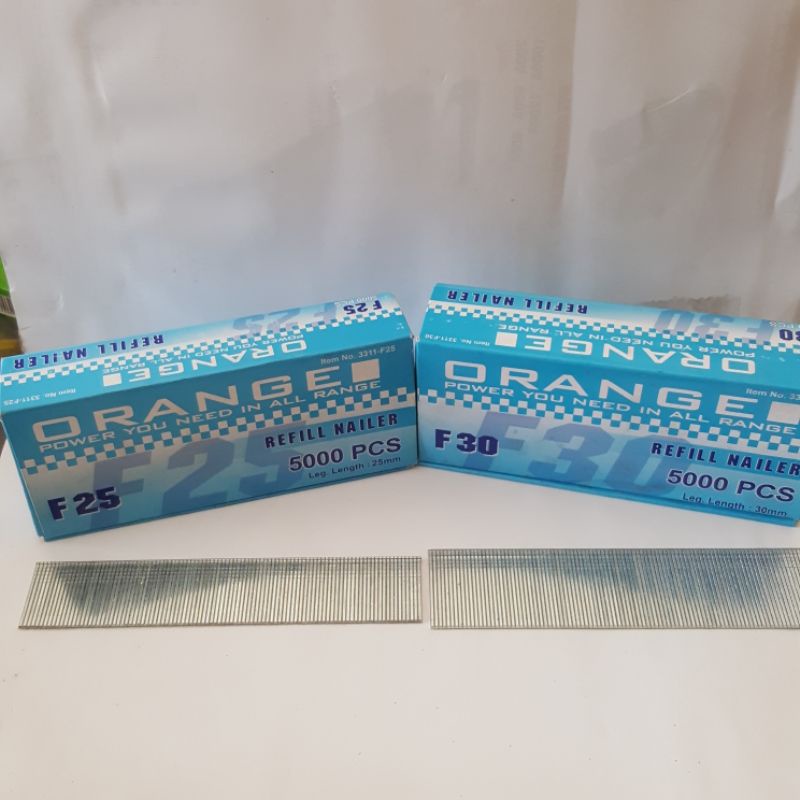 F25
5000 PCS
REFILL NAILER
ORANGE
POWER YOU NEED IN ALL RANGE
Item No. 3311-F25
Item No. 3311-F25
ORANGE
POWER YOU NEED IN ALL RANGE
REFILL NAILER
F25
5000 PCS
Leg. Length : 25mm
F25
REFILL NAILER
F30
ORANGE
POWER YOU NEED IN ALL RANGE
Item No. 3311-F30
ORANGE
POWER YOU NEED IN ALL RANGE
REFILL NAILER
F30
F30
5000 PCS
Leg. Length : 30mm